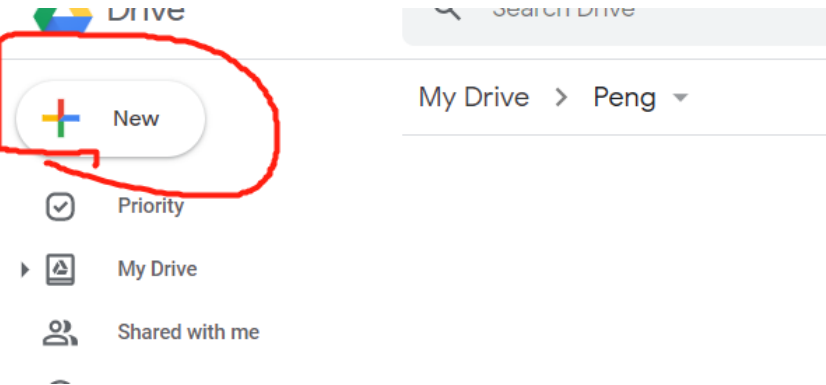 Drive
Search Drive
New
My Drive > Peng
Priority
My Drive
Shared with me